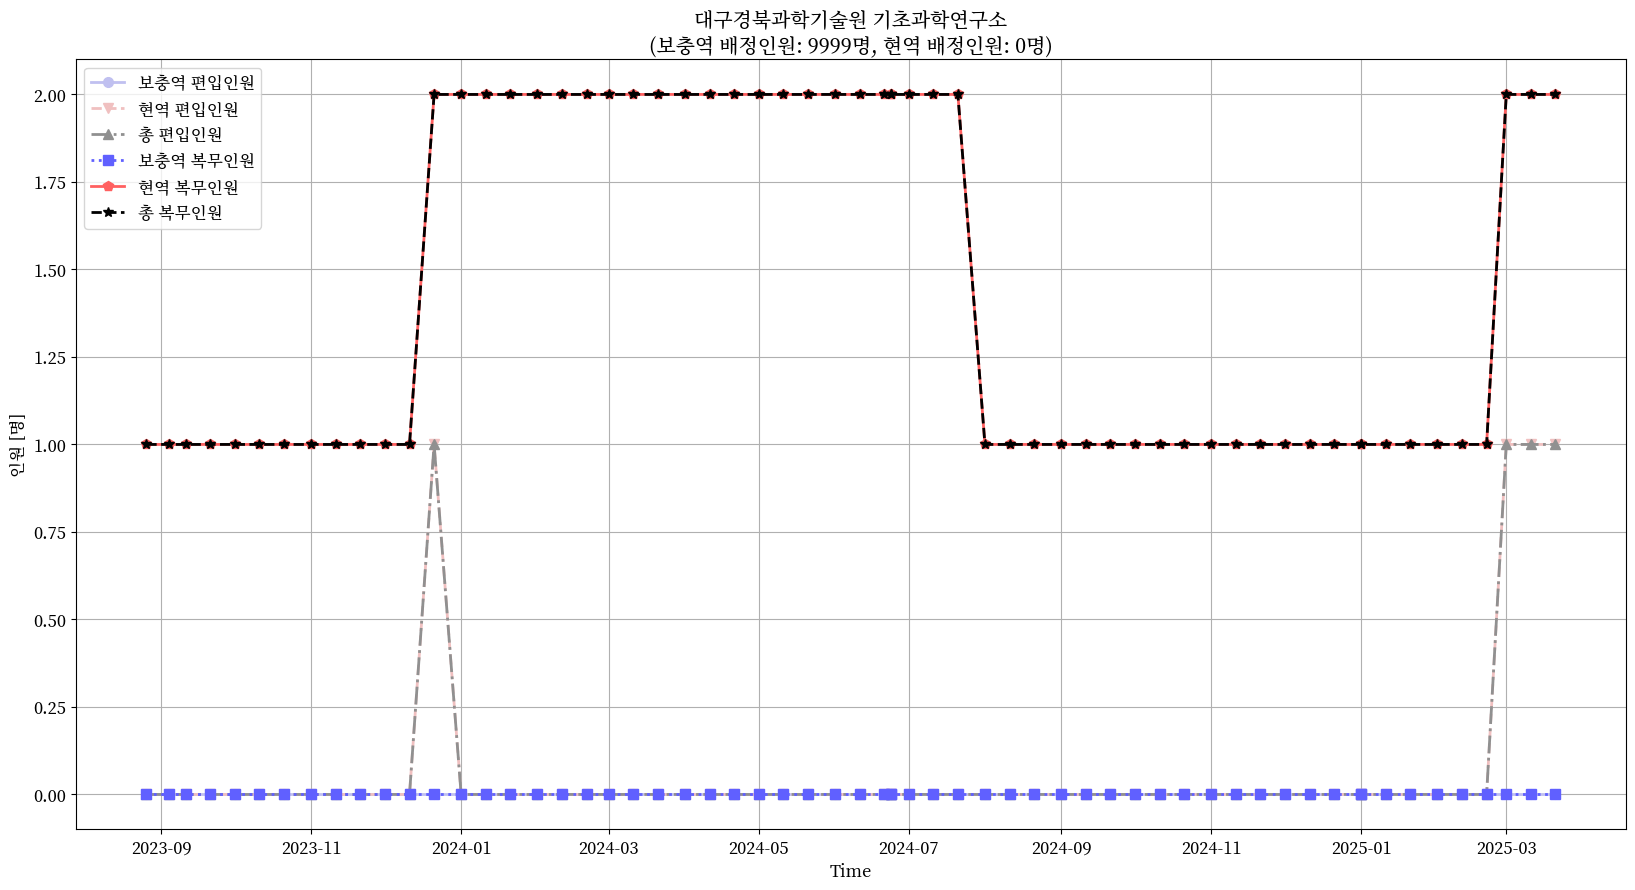 대구경북과학기술원 기초과학연구소
(보충역 배정인원: 9999명, 현역 배정인원: 0명)
보충역 편입인원
현역 편입인원
총 편입인원
보충역 복무인원
현역 복무인원
총 복무인원
2.00
1.75
1.50
1.25
1.00
0.75
0.50
0.25
0.00
인원 [명]
2023-09
2023-11
2024-01
2024-03
2024-05
2024-07
2024-09
2024-11
2025-01
2025-03
Time